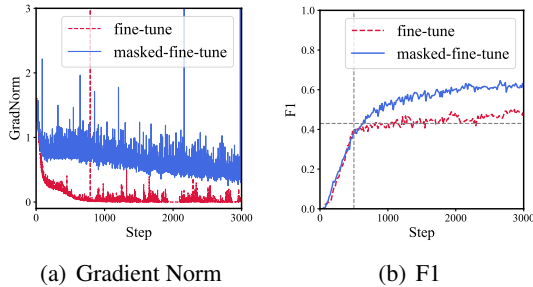 fine-tune
masked-fine-tune
3
2
1
0
GradNorm
0 1000 2000 3000
Step
(a) Gradient Norm
fine-tune
masked-fine-tune
1.0
0.8
0.6
0.4
0.2
0.0
F1
0 1000 2000 3000
Step
(b) F1